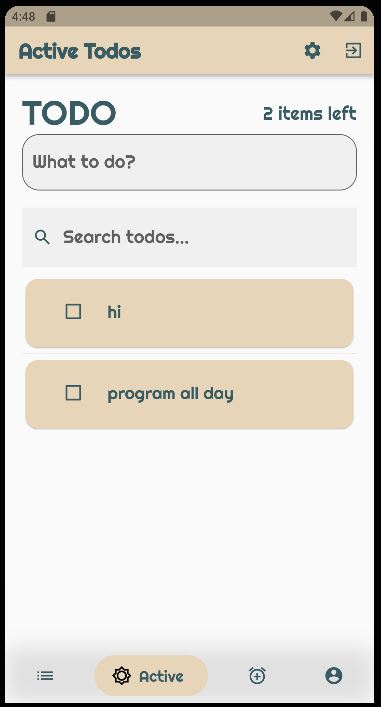 4:48
Active Todos
TODO
2 items left
What to do?
Search todos...
hi
program all day
Active